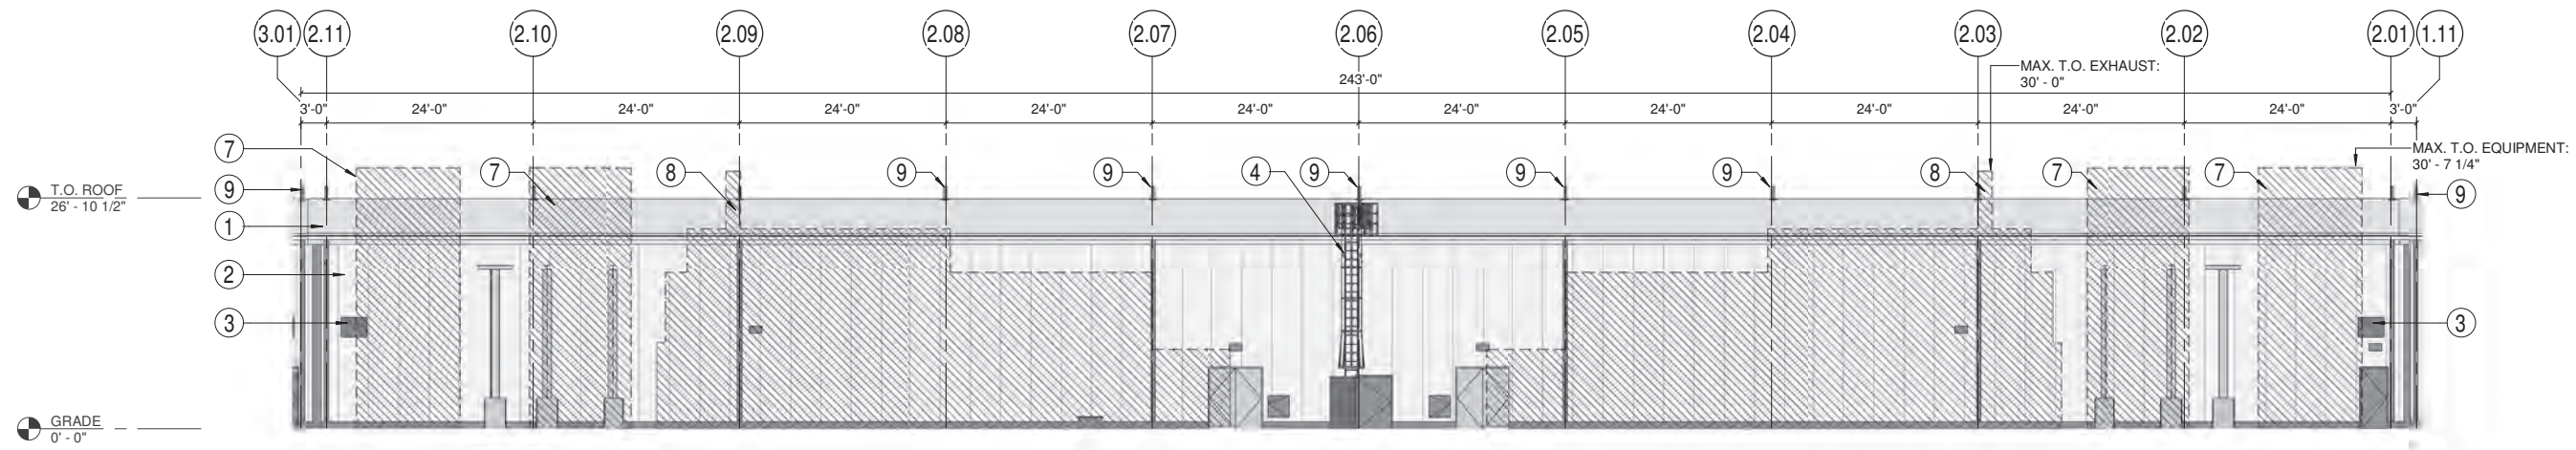 3.01 2.11 2.10 2.09 2.08 2.07 2.06 2.05 2.04 2.03 2.02 2.01 1.11
243'-0"
MAX. T.O. EXHAUST:
30' - 0"
3'-0" 24'-0" 24'-0" 24'-0" 24'-0" 24'-0" 24'-0" 24'-0" 24'-0" 24'-0" 24'-0" 3'-0"
MAX. T.O. EQUIPMENT:
30' - 7 1/4"
7
7 8 9 9 4 9 9 9 8 7 7
T.O. ROOF
26' - 10 1/2"
9
9
1
2
3
3
GRADE
0' - 0"